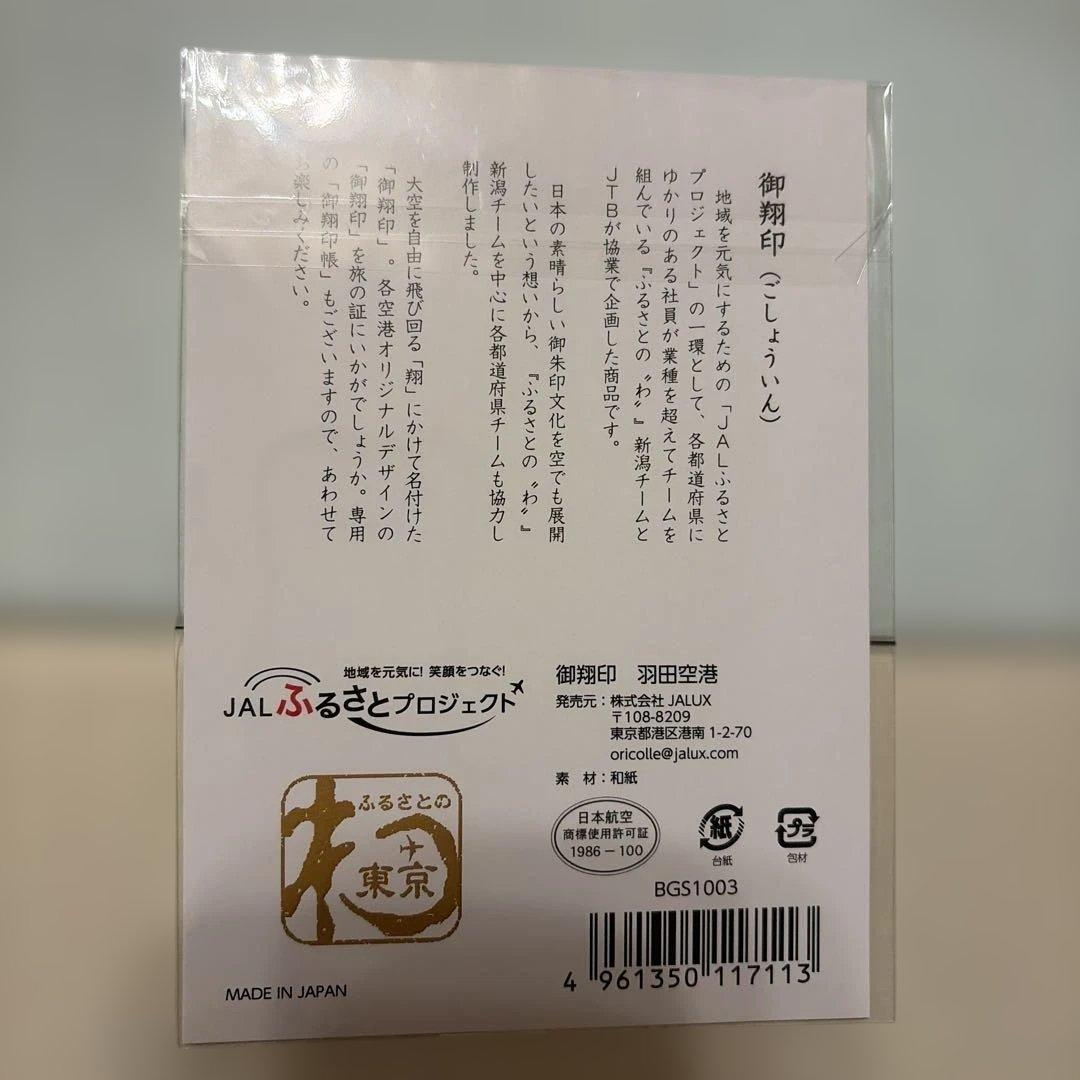 御翔印（ごしょういん）
地域を元気にするための「ＪＡＬふるさと
プロジェクト」の一環として、各都道府県に
ゆかりのある社員が業種を超えてチームを
組んでいる『ふるさとの〝わ〟』新潟チームと
ＪＴＢが協業で企画した商品です。
日本の素晴らしい御朱印文化を空でも展開
したいという想いから、『ふるさとの〝わ〟』
新潟チームを中心に各都道府県チームも協力し
制作しました。
大空を自由に飛び回る「翔」にかけて名付けた
「御翔印」。各空港オリジナルデザインの
「御翔印」を旅の証にいかがでしょうか。専用
の「御翔印帳」もございますので、あわせて
楽しみください。
地域を元気に! 笑顔をつなぐ!
JALふるさとプロジェクト
ふるさとの
東京
MADE IN JAPAN
御翔印 羽田空港
発売元：株式会社 JALUX
〒108-8209
東京都港区港南 1-2-70
oricolle@jalux.com
素 材：和紙
日本航空
商標使用許可証
1986－100
紙
台紙
プラ
包材
BGS1003
4 961350 117113